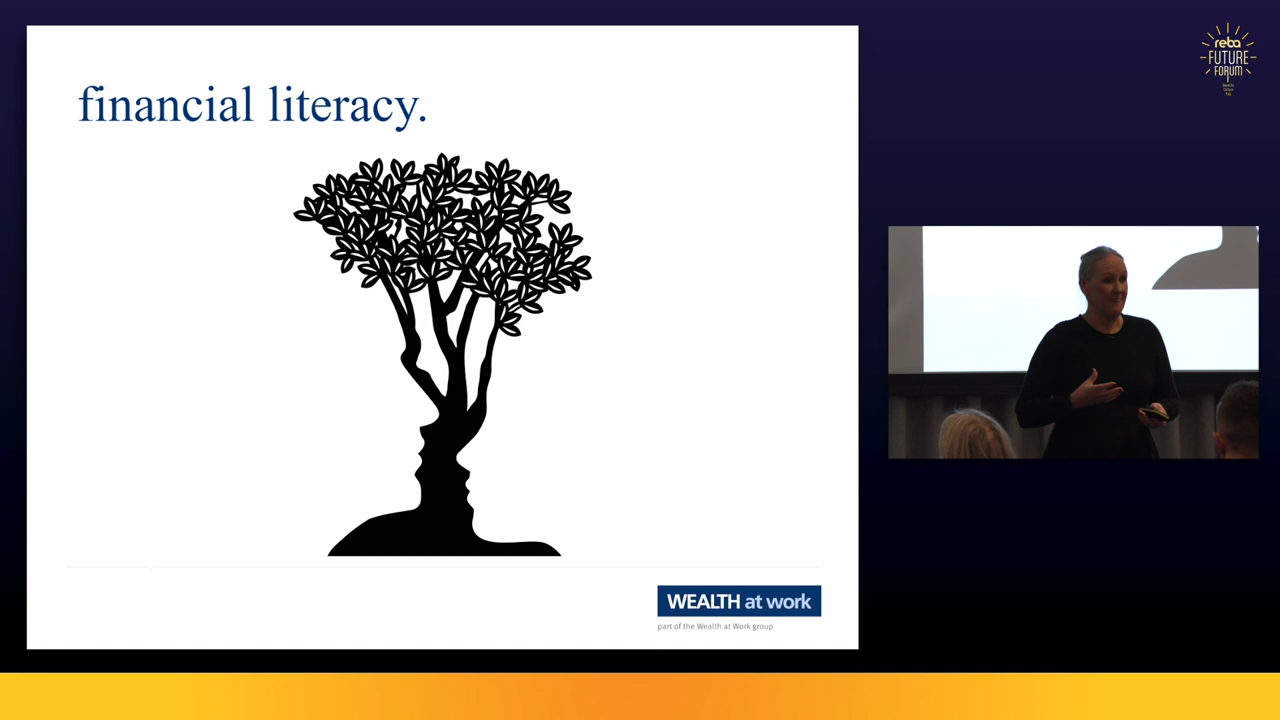 financial literacy.
WEALTH at work
part of the Wealth at Work group
reba
FUTURE
FORUM